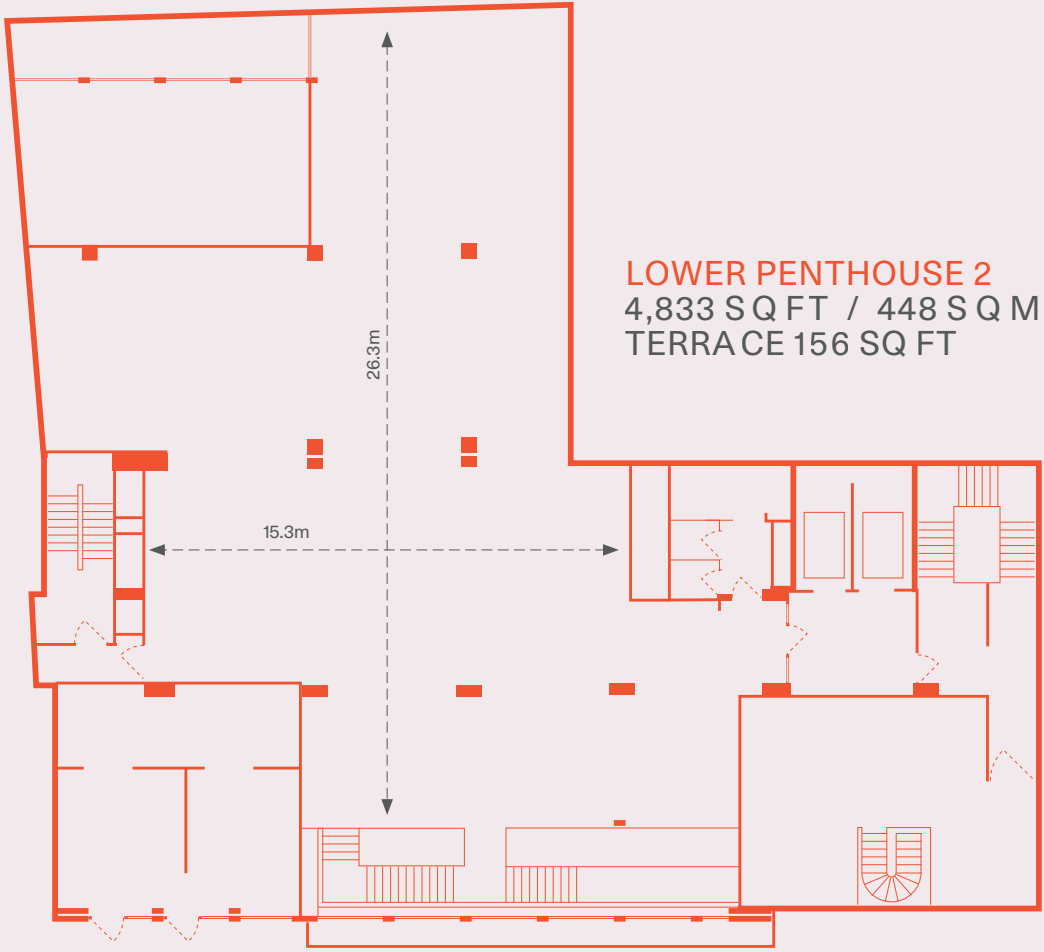 LOWER PENTHOUSE 2
4,833 SQ FT / 448 SQ M
TERRACE 156 SQ FT
26.3m
15.3m